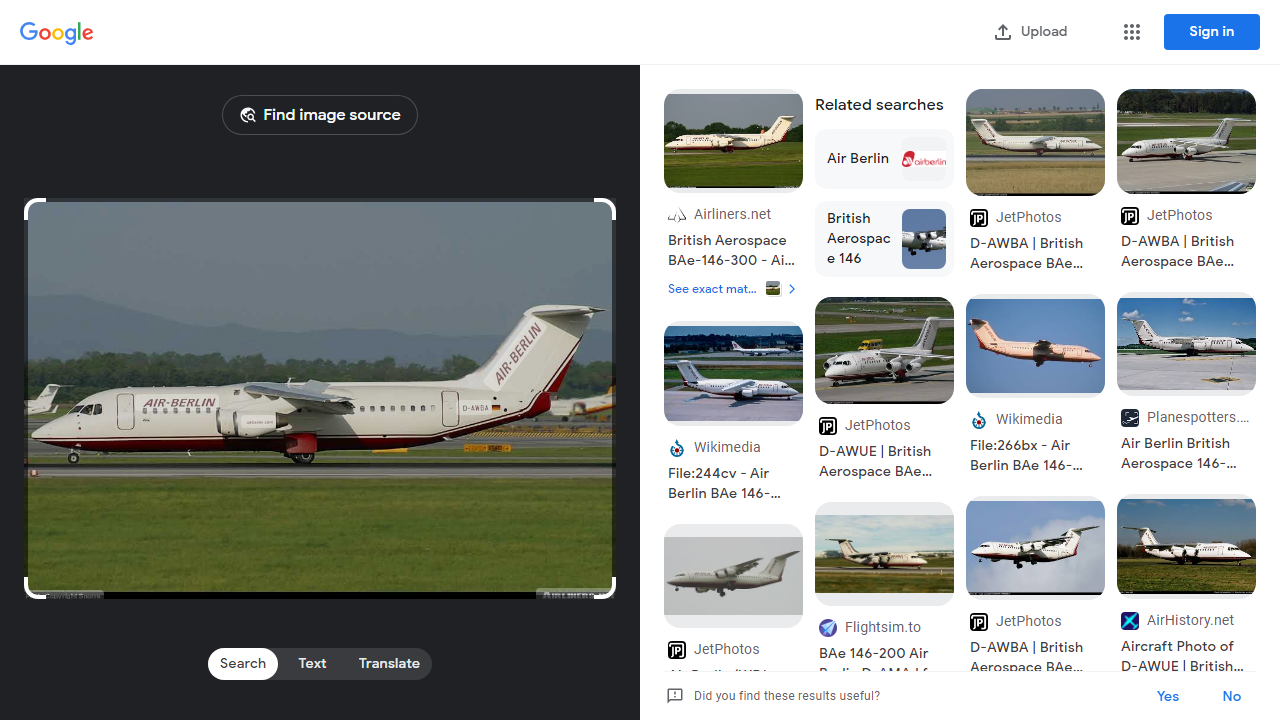 Google
Upload
Sign in
Find image source
AIR-BERLIN
AIR-BERLIN
D-AWBA
Search
Text
Translate
Airliners.net
British Aerospace
BAe-146-300 - Ai...
See exact mat...
Wikimedia
File:244cv - Air
Berlin BAe 146-...
JetPhotos
Related searches
Air Berlin
airberlin
British
Aerospac
e 146
JetPhotos
D-AWUE | British
Aerospace BAe...
Flightsim.to
BAe 146-200 Air
JetPhotos
D-AWBA | British
Aerospace BAe...
Wikimedia
File:266bx - Air
Berlin BAe 146-...
JetPhotos
D-AWBA | British
Aerospace BAe...
JetPhotos
D-AWBA | British
Aerospace BAe...
Planespotters....
Air Berlin British
Aerospace 146-...
AirHistory.net
Aircraft Photo of
D-AWUE | British...
Did you find these results useful?
Yes
No